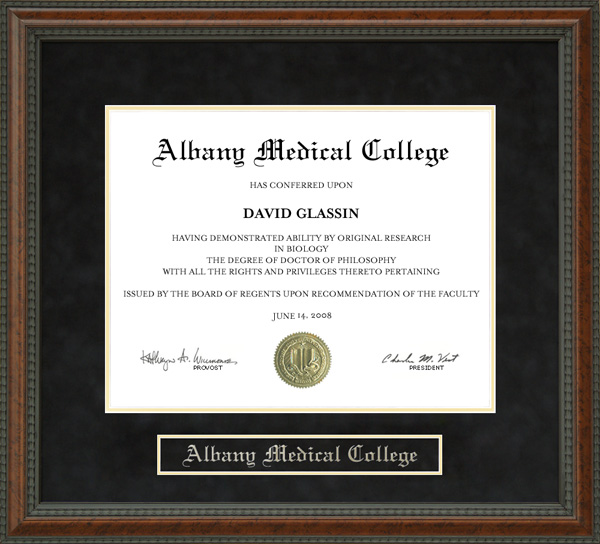 Albany Medical College
HAS CONFERRED UPON
DAVID GLASSIN
HAVING DEMONSTRATED ABILITY BY ORIGINAL RESEARCH
IN BIOLOGY
THE DEGREE OF DOCTOR OF PHILOSOPHY
WITH ALL THE RIGHTS AND PRIVILEGES THERETO PERTAINING
ISSUED BY THE BOARD OF REGENTS UPON RECOMMENDATION OF THE FACULTY
JUNE 14, 2008
Charles M. Vest
PROVOST
PRESIDENT
Albany Medical College